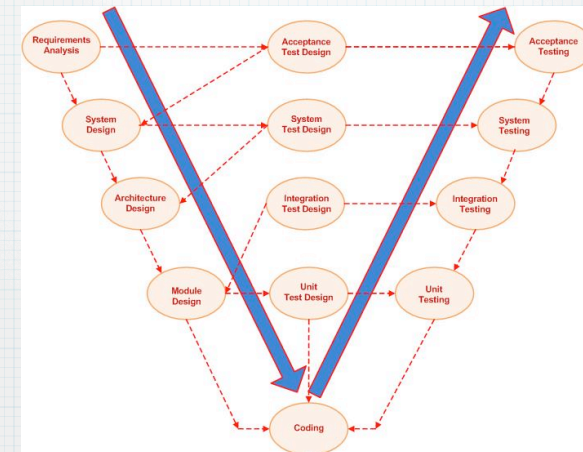 Requirements
Analysis
Acceptance
Test Design
Acceptance
Testing
System
Design
System
Test Design
System
Testing
Architecture
Design
Integration
Test Design
Integration
Testing
Module
Design
Unit
Test Design
Unit
Testing
Coding